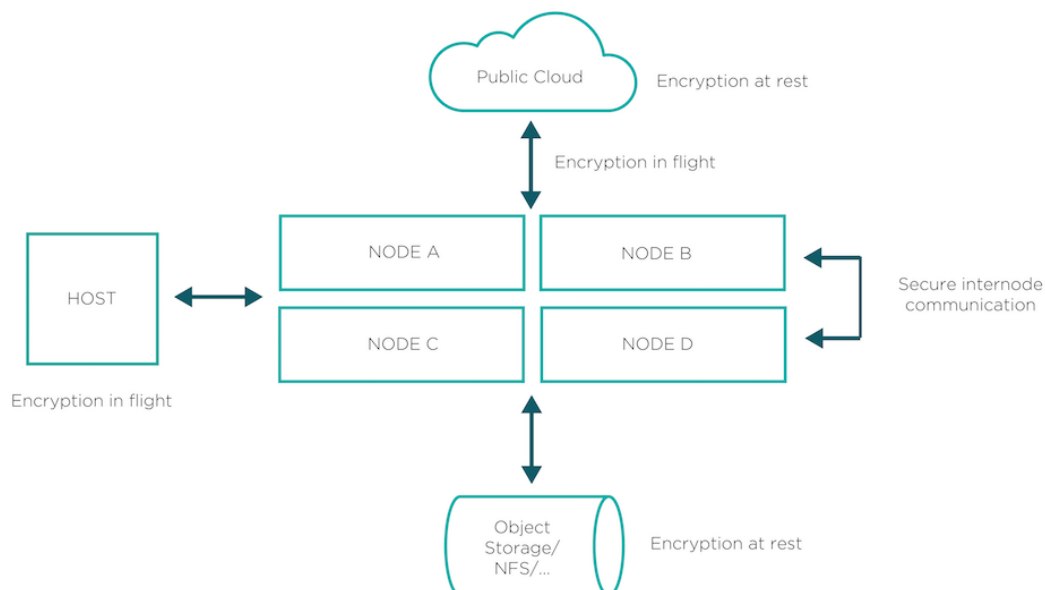 Public Cloud
Encryption at rest
Encryption in flight
NODE A
NODE B
HOST
Secure internode
communication
NODE C
NODE D
Encryption in flight
Object
Storage/
NFS/...
Encryption at rest